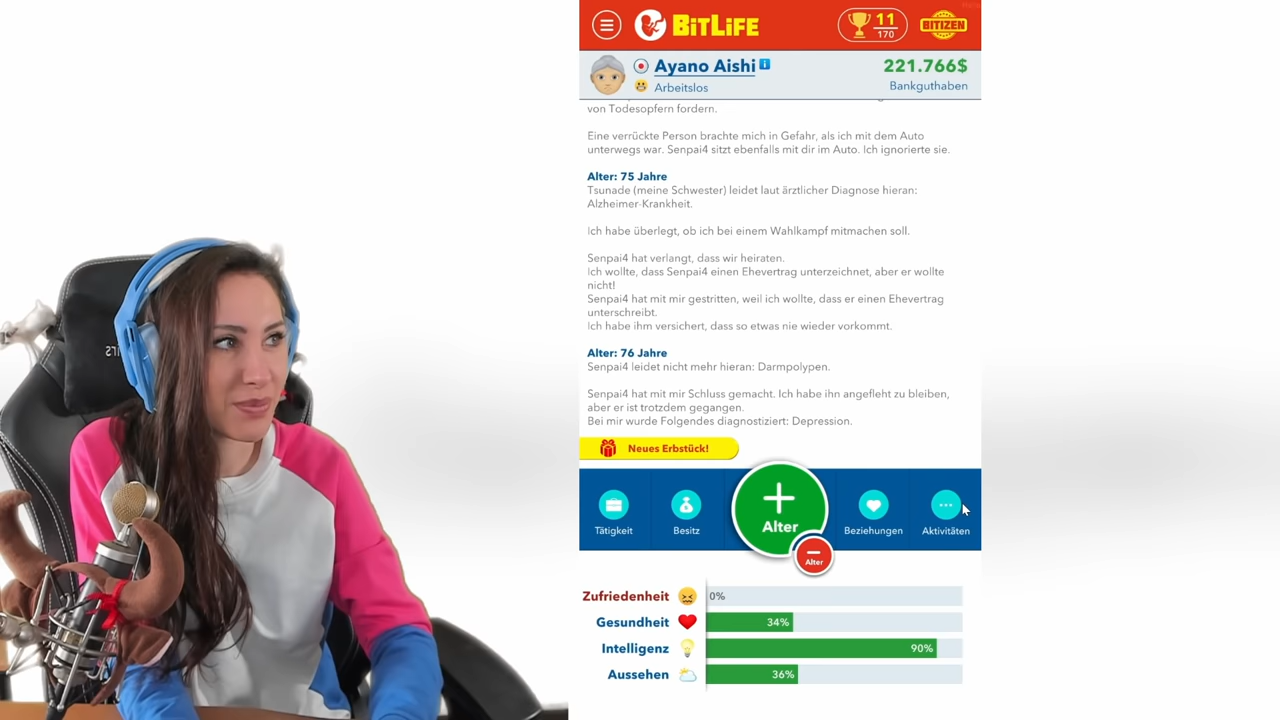 BITLIFE
11
170
BITIZEN
Ayano Aishi
221.766$
Arbeitslos
Bankguthaben
von Todesopfern fordern.
Eine verrückte Person brachte mich in Gefahr, als ich mit dem Auto
unterwegs war. Senpai4 sitzt ebenfalls mit dir im Auto. Ich ignorierte sie.
Alter: 75 Jahre
Tsunade (meine Schwester) leidet laut ärztlicher Diagnose hieran:
Alzheimer-Krankheit.
Ich habe überlegt, ob ich bei einem Wahlkampf mitmachen soll.
Senpai4 hat verlangt, dass wir heiraten.
Ich wollte, dass Senpai4 einen Ehevertrag unterzeichnet, aber er wollte
nicht!
Senpai4 hat mit mir gestritten, weil ich wollte, dass er einen Ehevertrag
unterschreibt.
Ich habe ihm versichert, dass so etwas nie wieder vorkommt.
Alter: 76 Jahre
Senpai4 leidet nicht mehr hieran: Darmpolypen.
Senpai4 hat mit mir Schluss gemacht. Ich habe ihn angefleht zu bleiben,
aber er ist trotzdem gegangen.
Bei mir wurde Folgendes diagnostiziert: Depression.
Neues Erbstück!
Tätigkeit
Besitz
Alter
Beziehungen
Aktivitäten
Alter
Zufriedenheit
0%
Gesundheit
34%
Intelligenz
90%
Aussehen
36%